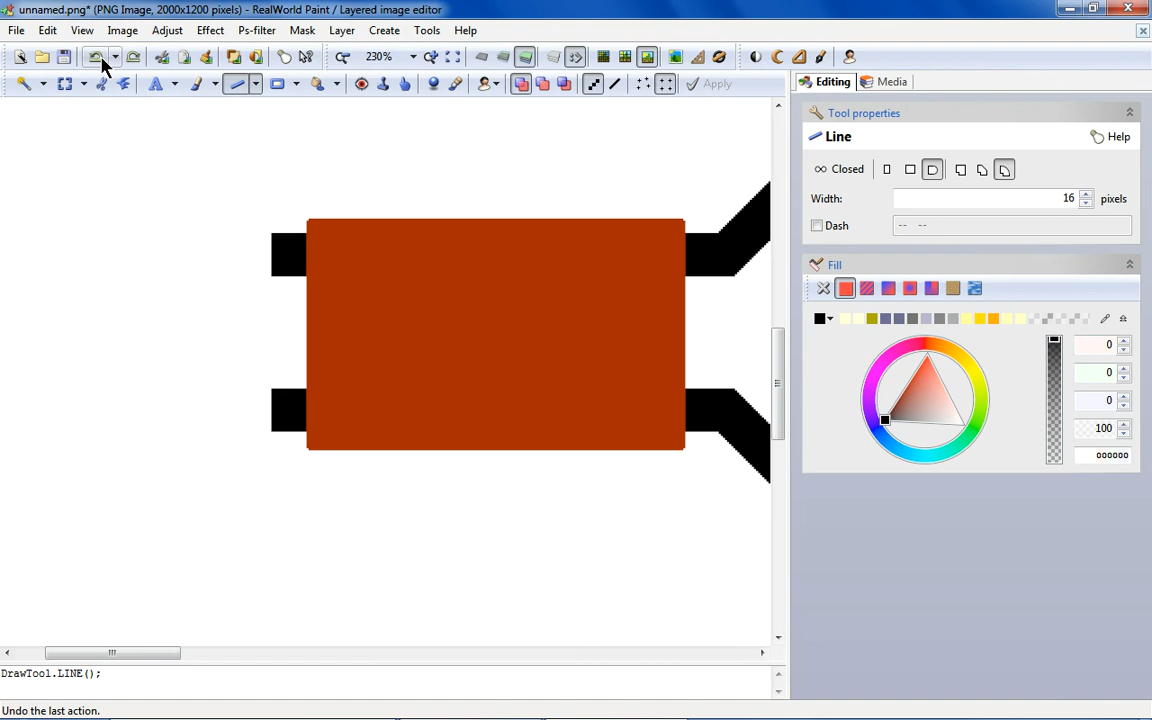 unnamed.png* (PNG Image, 2000x1200 pixels) - RealWorld Paint / Layered image editor
File Edit View Image Adjust Effect Ps-filter Mask Layer Create Tools Help
230%
Apply
Editing Media
Tool properties
Line Help
Closed
Width: 16 pixels
Dash -- --
Fill
0
0
0
100
000000
DrawTool.LINE();
Undo the last action.